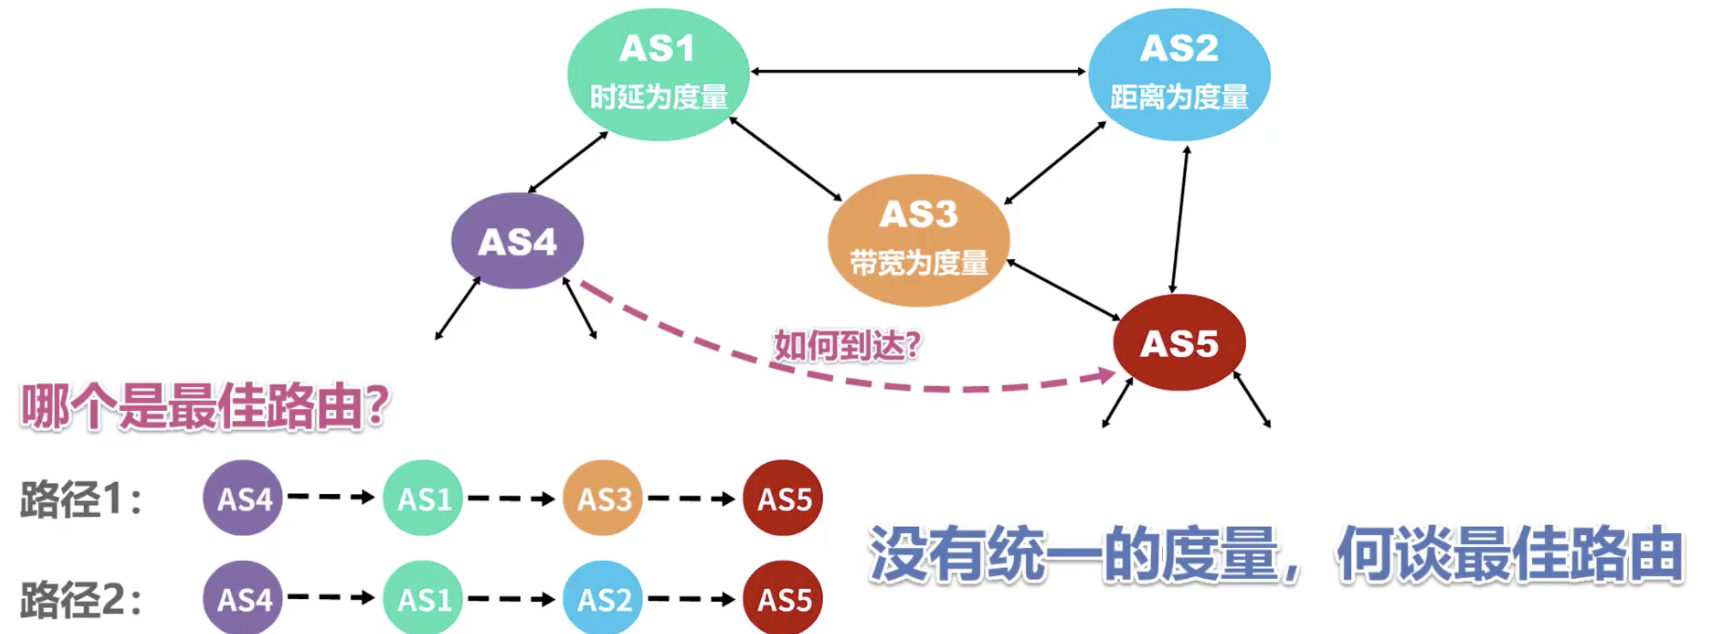 AS1
时延为度量
AS2
距离为度量
AS3
带宽为度量
AS4
AS5
如何到达?
哪个是最佳路由?
路径1:
AS4
AS1
AS3
AS5
没有统一的度量，何谈最佳路由
路径2:
AS4
AS1
AS2
AS5